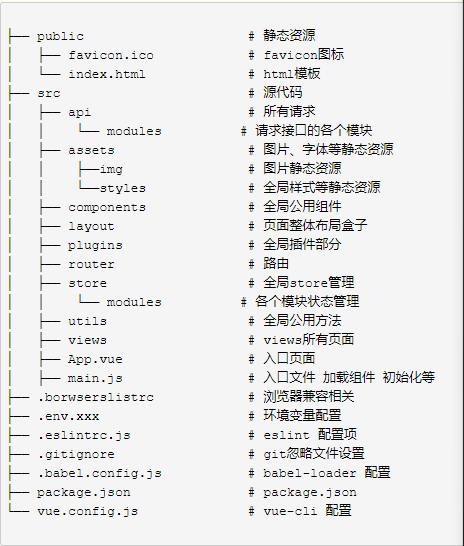 ├── public                          # 静态资源
│   ├── favicon.ico                 # favicon图标
│   └── index.html                  # html模板
├── src                             # 源代码
│   ├── api                         # 所有请求
│   │    └── modules               # 请求接口的各个模块
│   ├── assets                      # 图片、字体等静态资源
│   │    ├──img                     # 图片静态资源
│   │    └──styles                  # 全局样式等静态资源
│   ├── components                  # 全局公用组件
│   ├── layout                      # 页面整体布局盒子
│   ├── plugins                     # 全局插件部分
│   ├── router                      # 路由
│   ├── store                       # 全局store管理
│   │    └── modules               # 各个模块状态管理
│   ├── utils                       # 全局公用方法
│   ├── views                       # views所有页面
│   ├── App.vue                     # 入口页面
│   ├── main.js                     # 入口文件 加载组件 初始化等
├── .borwserslistrc                 # 浏览器兼容相关
├── .env.xxx                        # 环境变量配置
├── .eslintrc.js                    # eslint 配置项
├── .gitignore                      # git忽略文件设置
├── .babel.config.js                # babel-loader 配置
├── package.json                    # package.json
└── vue.config.js                   # vue-cli 配置